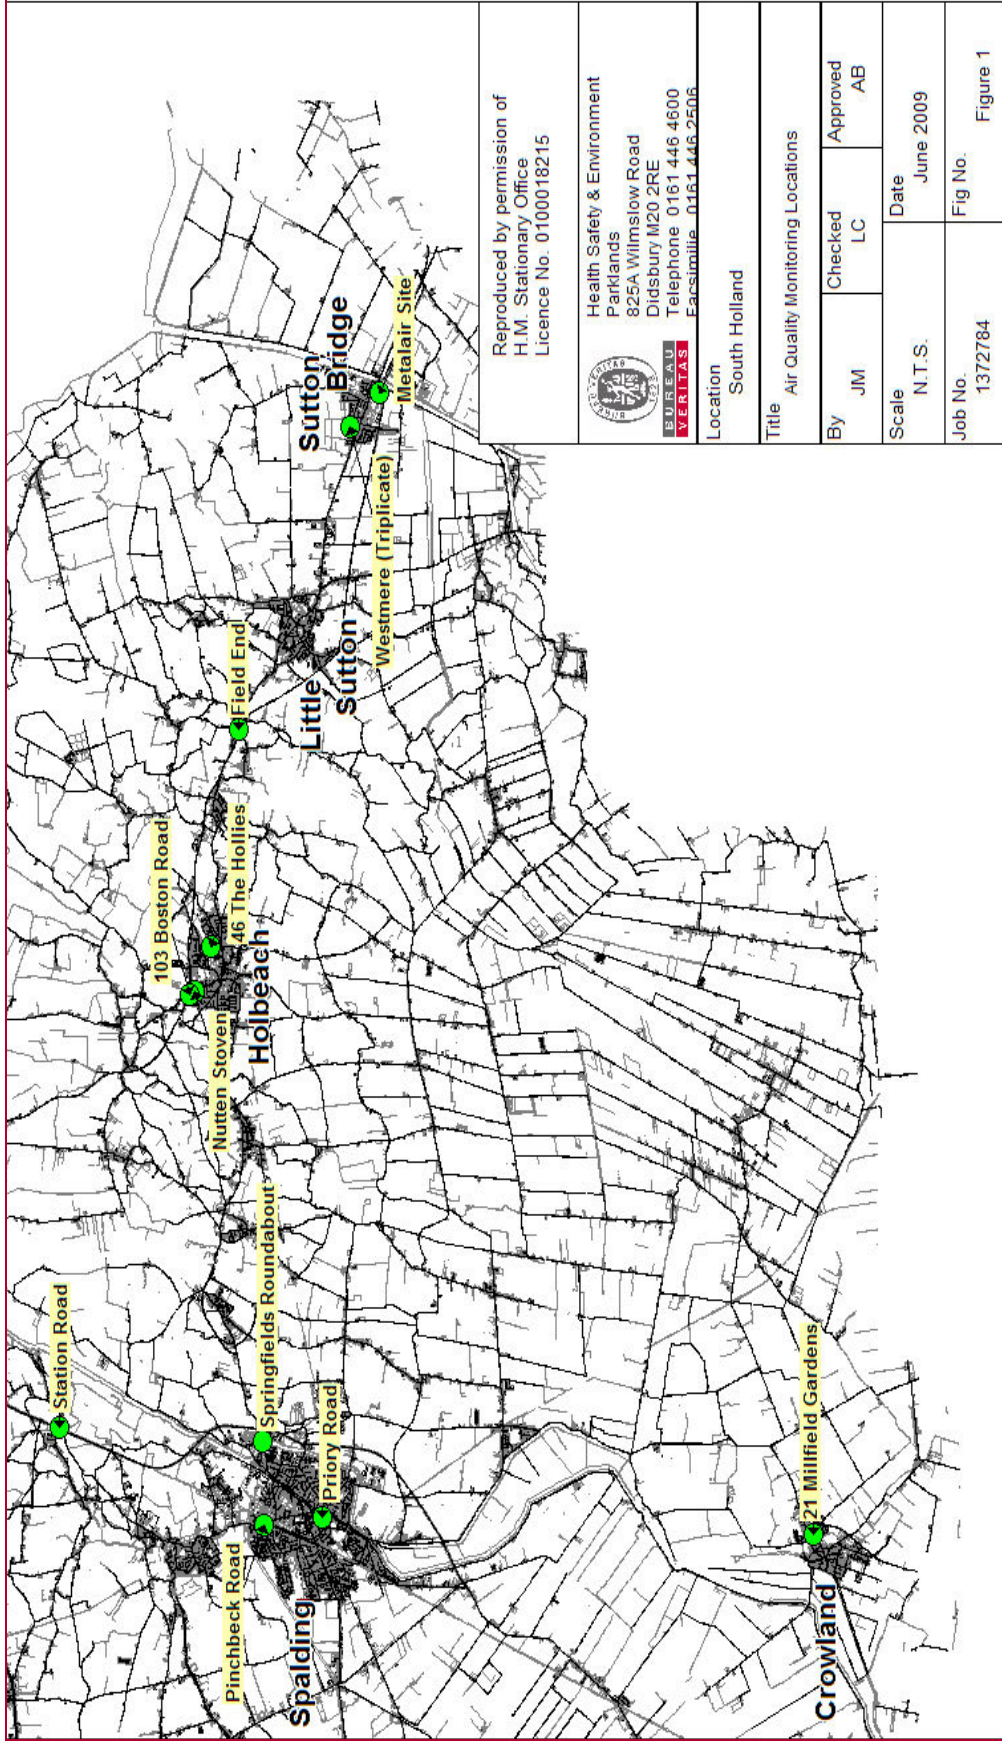 Station Road
Pinchbeck Road
Springfields Roundabout
Priory Road
Spalding
103 Boston Road
46 The Hollies
Nutten Stoven
Holbeach
Field End
Little
Sutton
Sutton
Bridge
Westmere (Triplicate)
Metalair Site
21 Millfield Gardens
Crowland
Reproduced by permission of
H.M. Stationary Office
Licence No. 0100018215
BUREAU
VERITAS
Health Safety & Environment
Parklands
825A Wilmslow Road
Didsbury M20 2RE
Telephone 0161 446 4600
Facsimilie 0161 446 2506
Location
South Holland
Title
Air Quality Monitoring Locations
By
JM
Checked
LC
Approved
AB
Scale
N.T.S.
Date
June 2009
Job No.
1372784
Fig No.
Figure 1